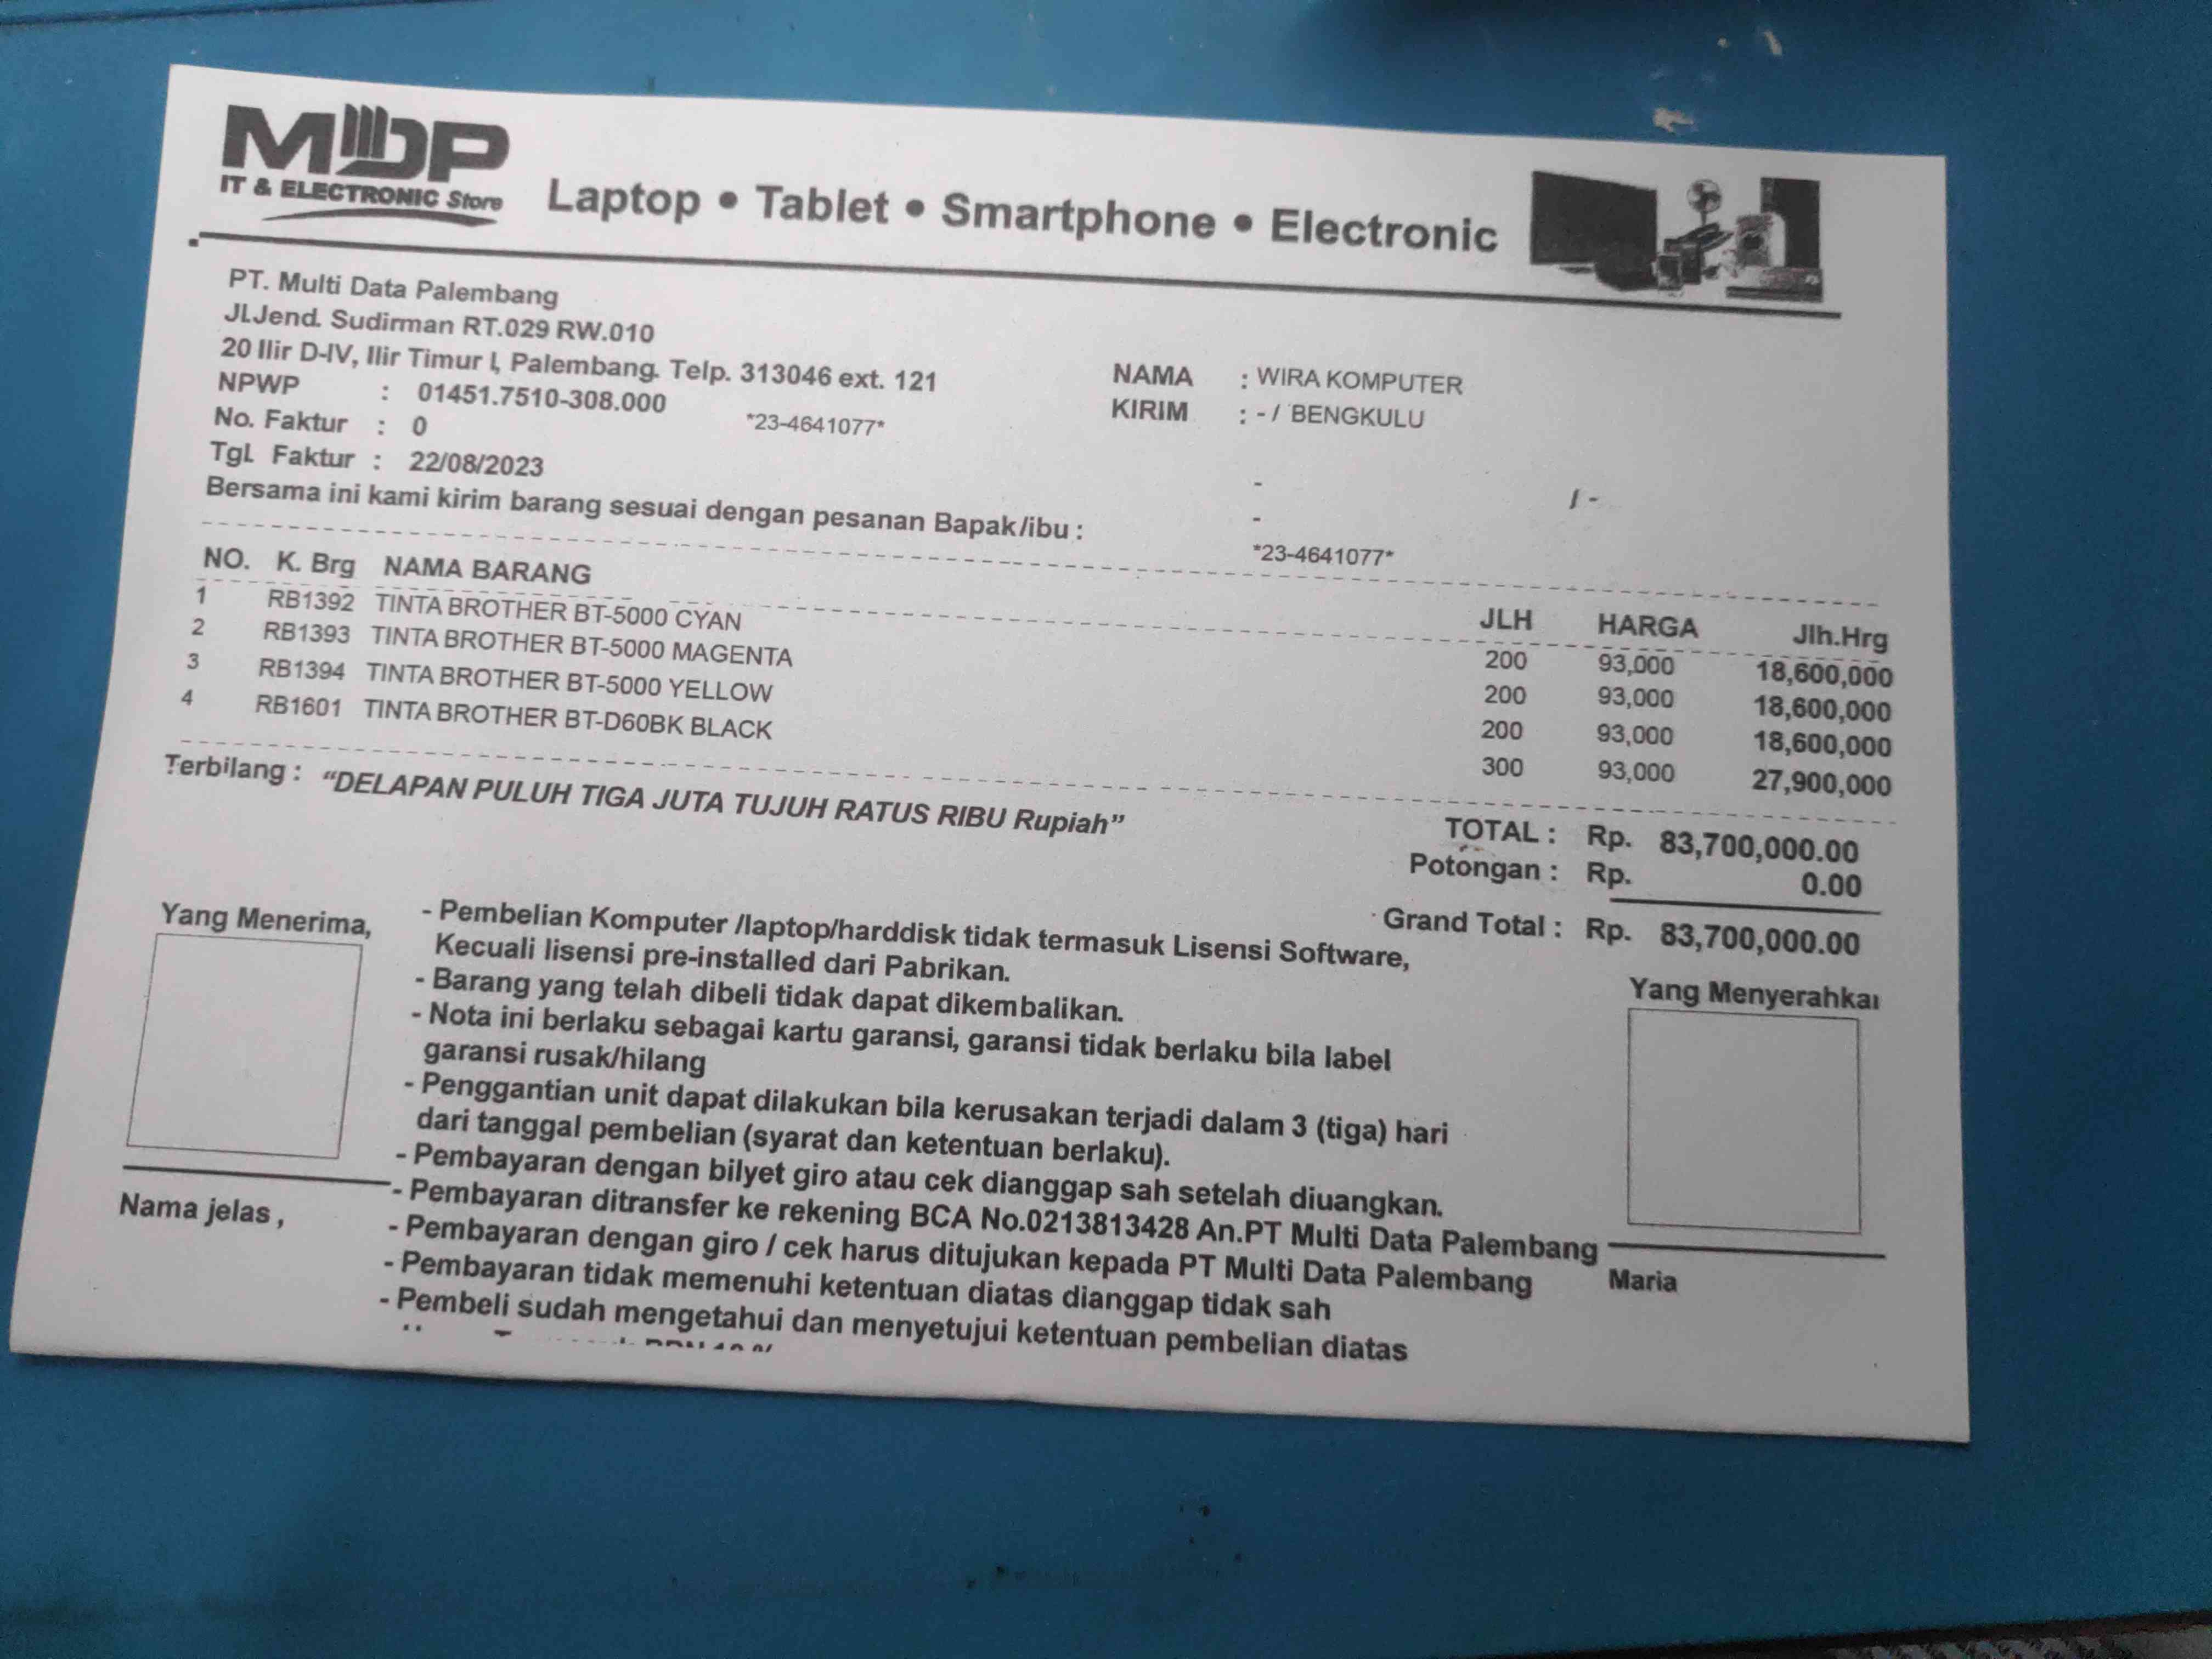 MDP
IT & ELECTRONIC Store
Laptop • Tablet • Smartphone • Electronic
PT. Multi Data Palembang
Jl.Jend. Sudirman RT.029 RW.010
20 Ilir D-IV, Ilir Timur I, Palembang. Telp. 313046 ext. 121
NPWP : 01451.7510-308.000
No. Faktur : 0 *23-4641077*
Tgl. Faktur : 22/08/2023
Bersama ini kami kirim barang sesuai dengan pesanan Bapak/ibu :
NAMA : WIRA KOMPUTER
KIRIM : - / BENGKULU
- / -
-
*23-4641077*
NO. K. Brg NAMA BARANG JLH HARGA Jlh.Hrg
1 RB1392 TINTA BROTHER BT-5000 CYAN 200 93,000 18,600,000
2 RB1393 TINTA BROTHER BT-5000 MAGENTA 200 93,000 18,600,000
3 RB1394 TINTA BROTHER BT-5000 YELLOW 200 93,000 18,600,000
4 RB1601 TINTA BROTHER BT-D60BK BLACK 300 93,000 27,900,000
Terbilang : “DELAPAN PULUH TIGA JUTA TUJUH RATUS RIBU Rupiah”
TOTAL : Rp. 83,700,000.00
Potongan : Rp. 0.00
Grand Total : Rp. 83,700,000.00
Yang Menerima,
- Pembelian Komputer /laptop/harddisk tidak termasuk Lisensi Software,
Kecuali lisensi pre-installed dari Pabrikan.
- Barang yang telah dibeli tidak dapat dikembalikan.
- Nota ini berlaku sebagai kartu garansi, garansi tidak berlaku bila label
garansi rusak/hilang
- Penggantian unit dapat dilakukan bila kerusakan terjadi dalam 3 (tiga) hari
dari tanggal pembelian (syarat dan ketentuan berlaku).
- Pembayaran dengan bilyet giro atau cek dianggap sah setelah diuangkan.
- Pembayaran ditransfer ke rekening BCA No.0213813428 An.PT Multi Data Palembang
- Pembayaran dengan giro / cek harus ditujukan kepada PT Multi Data Palembang
- Pembayaran tidak memenuhi ketentuan diatas dianggap tidak sah
- Pembeli sudah mengetahui dan menyetujui ketentuan pembelian diatas
Nama jelas ,
Yang Menyerahkan
Maria